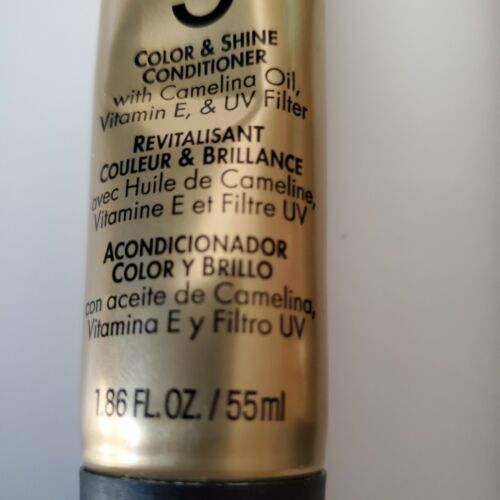 COLOR & SHINE
CONDITIONER
with Camelina Oil,
Vitamin E, & UV Filter
REVITALISANT
COULEUR & BRILLANCE
avec Huile de Cameline,
Vitamine E et Filtre UV
ACONDICIONADOR
COLOR Y BRILLO
con aceite de Camelina,
Vitamina E y Filtro UV
1.86 FL.OZ. / 55ml